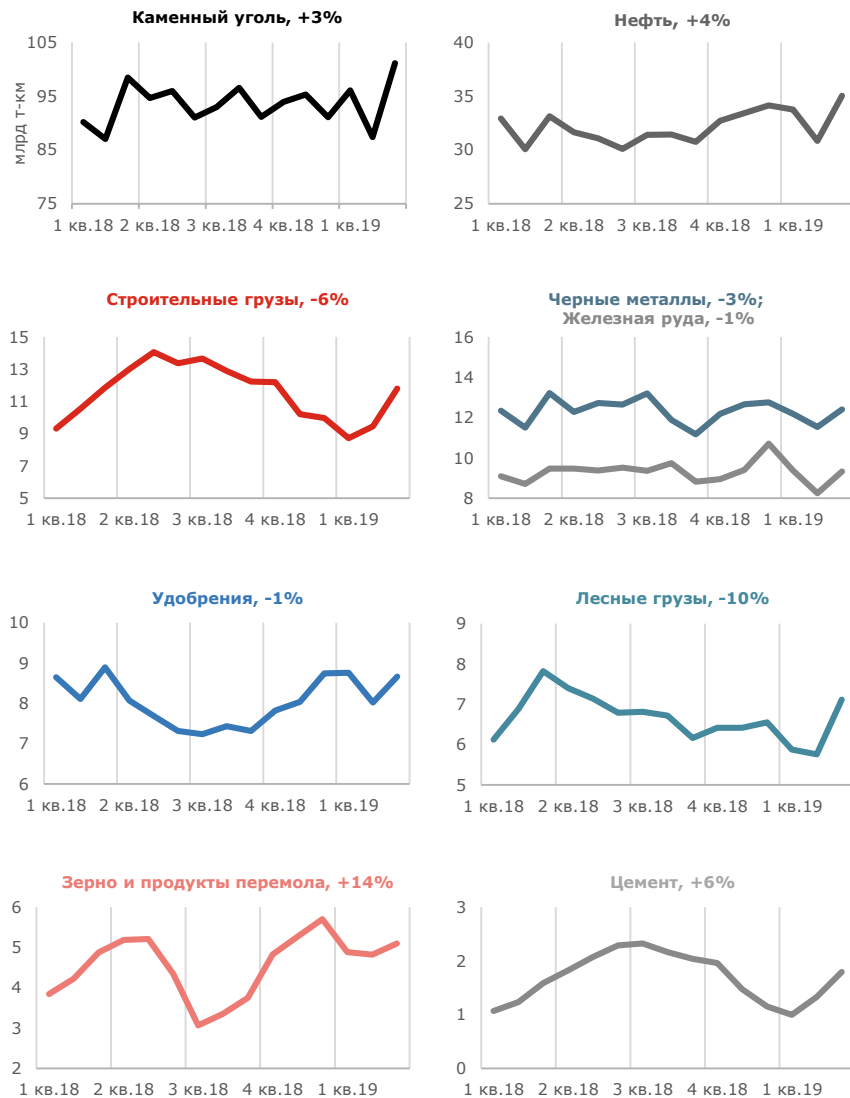 Каменный уголь, +3%
млрд т-км
105
95
85
75
1 кв.18 2 кв.18 3 кв.18 4 кв.18 1 кв.19
Нефть, +4%
40
35
30
25
1 кв.18 2 кв.18 3 кв.18 4 кв.18 1 кв.19
Строительные грузы, -6%
15
13
11
9
7
5
1 кв.18 2 кв.18 3 кв.18 4 кв.18 1 кв.19
Черные металлы, -3%;
Железная руда, -1%
16
14
12
10
8
1 кв.18 2 кв.18 3 кв.18 4 кв.18 1 кв.19
Удобрения, -1%
10
9
8
7
6
1 кв.18 2 кв.18 3 кв.18 4 кв.18 1 кв.19
Лесные грузы, -10%
9
8
7
6
5
1 кв.18 2 кв.18 3 кв.18 4 кв.18 1 кв.19
Зерно и продукты перемола, +14%
6
5
4
3
2
1 кв.18 2 кв.18 3 кв.18 4 кв.18 1 кв.19
Цемент, +6%
3
2
1
0
1 кв.18 2 кв.18 3 кв.18 4 кв.18 1 кв.19